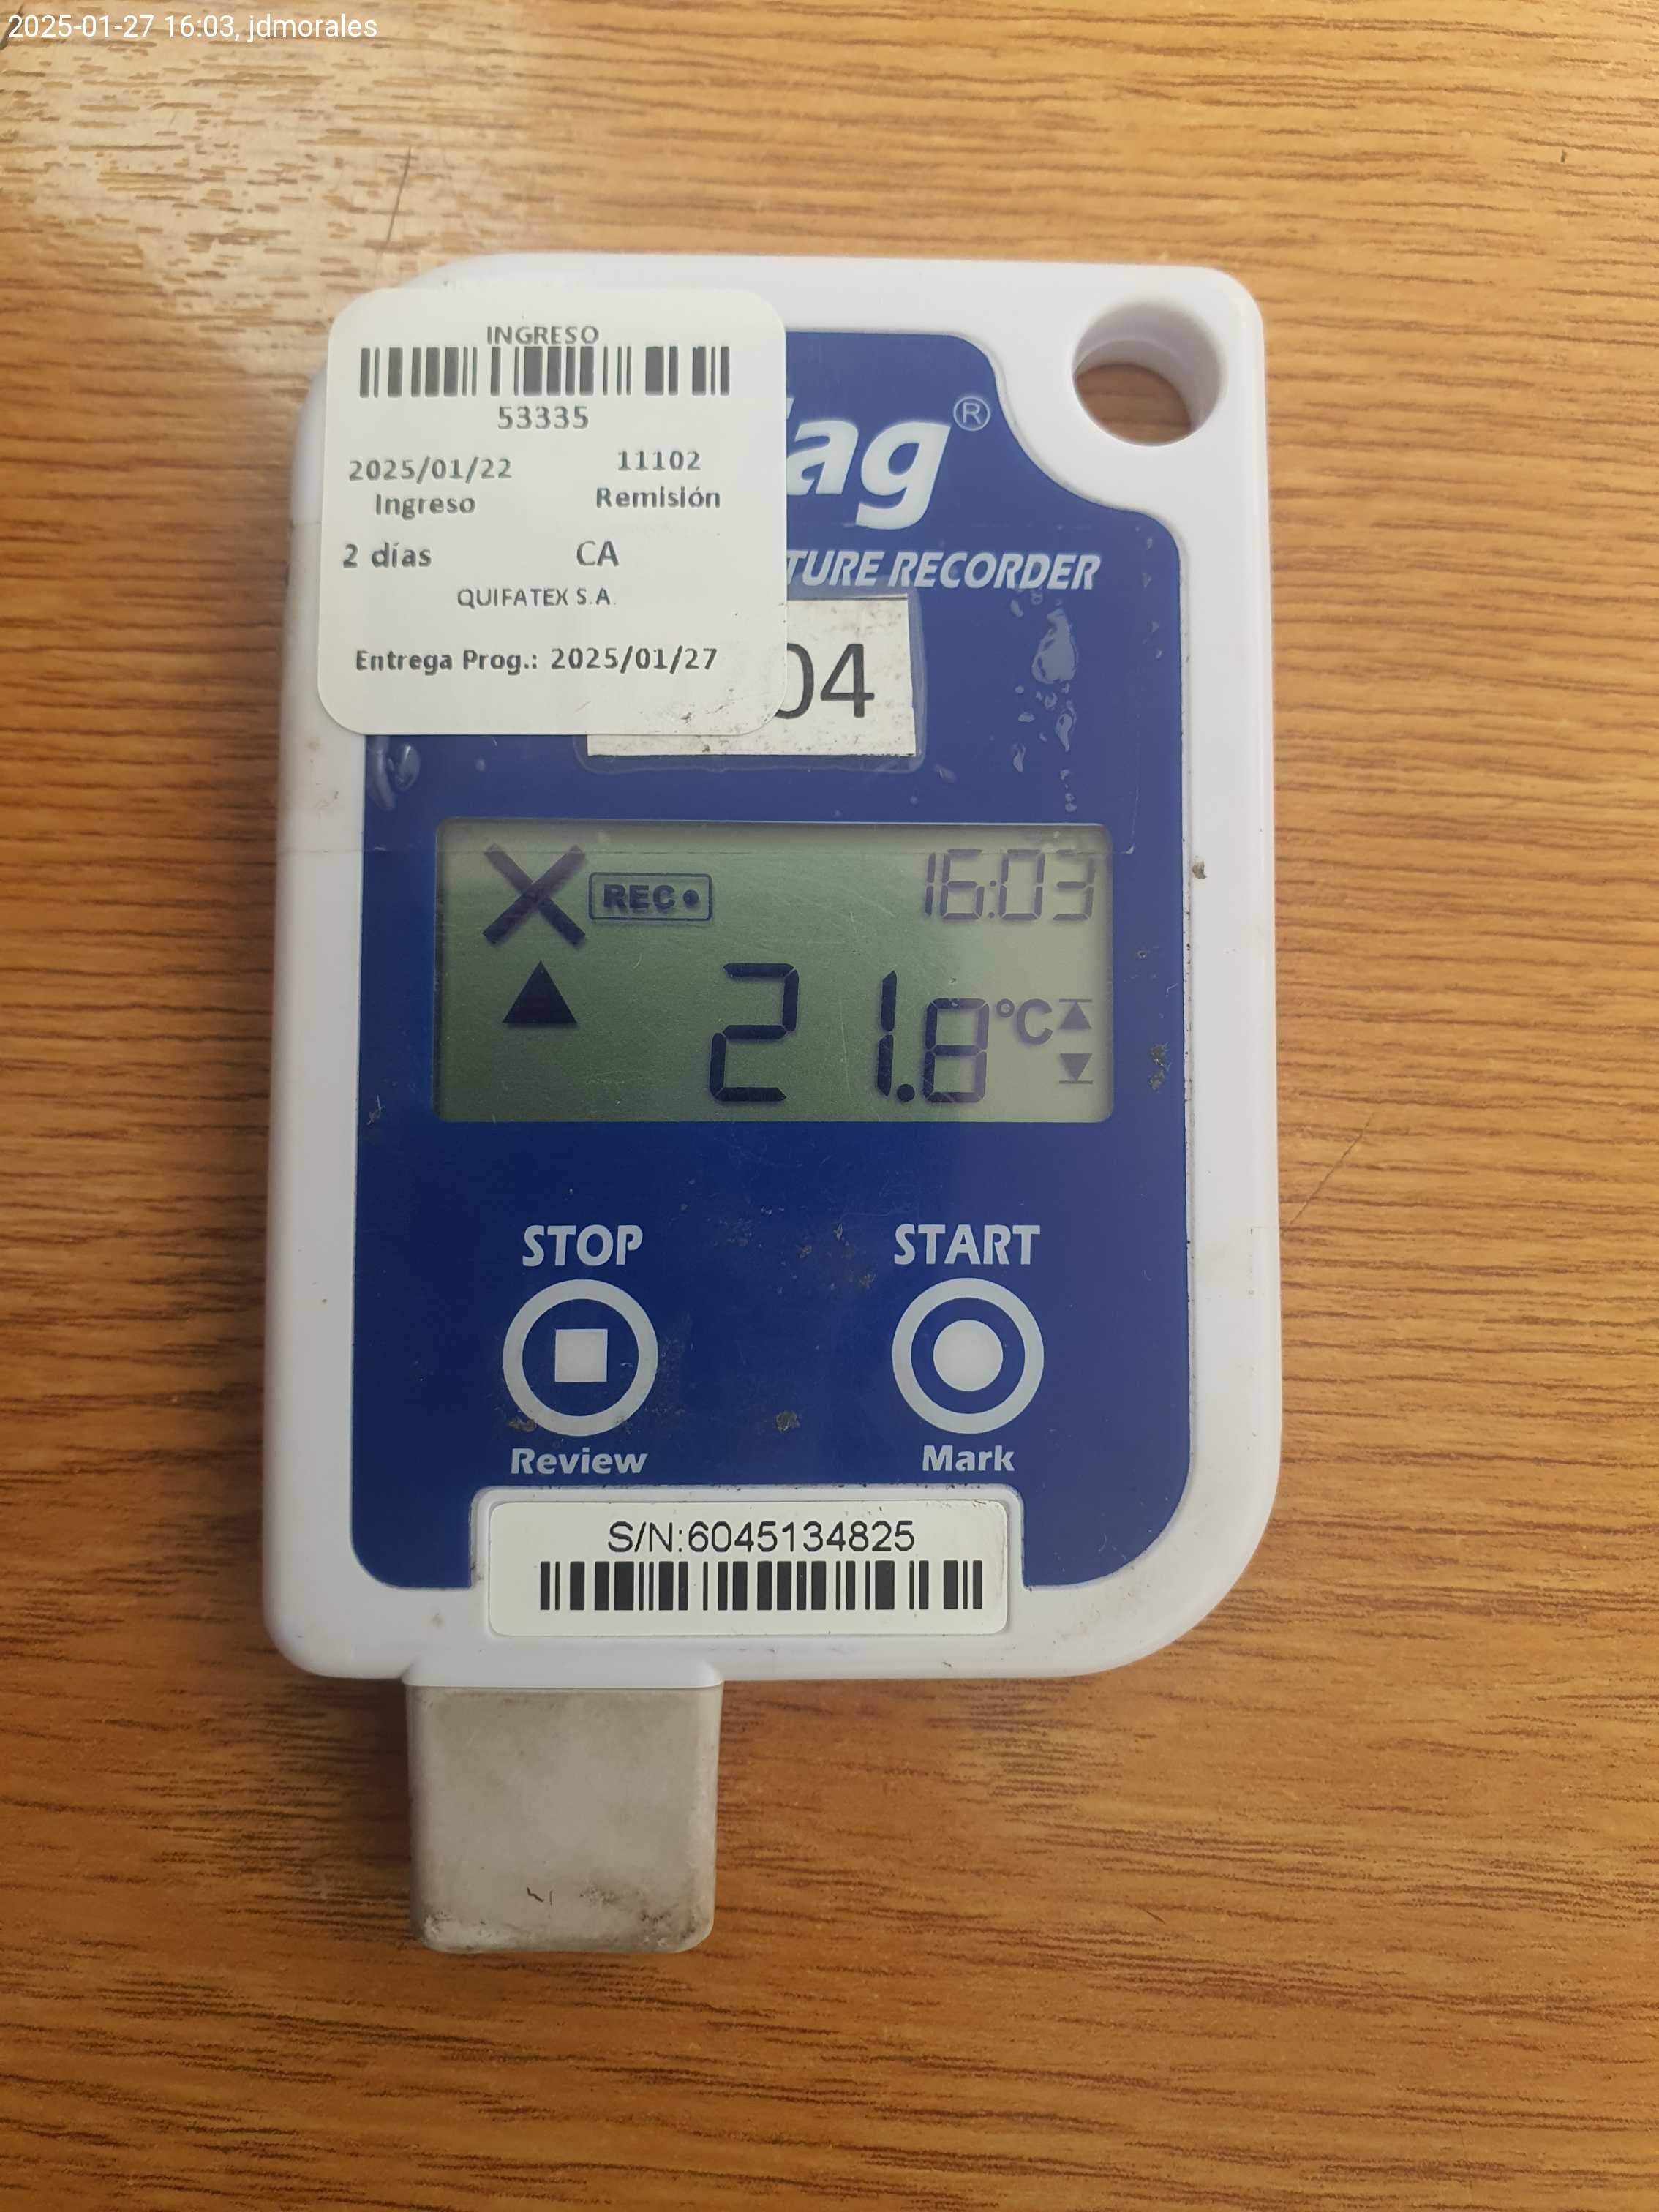 2025-01-27 16:03, jdmorales
INGRESO
53335
2025/01/22 11102
Ingreso Remisión
2 días CA
QUIFATEX S.A.
Entrega Prog.: 2025/01/27
ag®
TURE RECORDER
04
REC 16:03
21.8°C
STOP START
Review Mark
S/N:6045134825